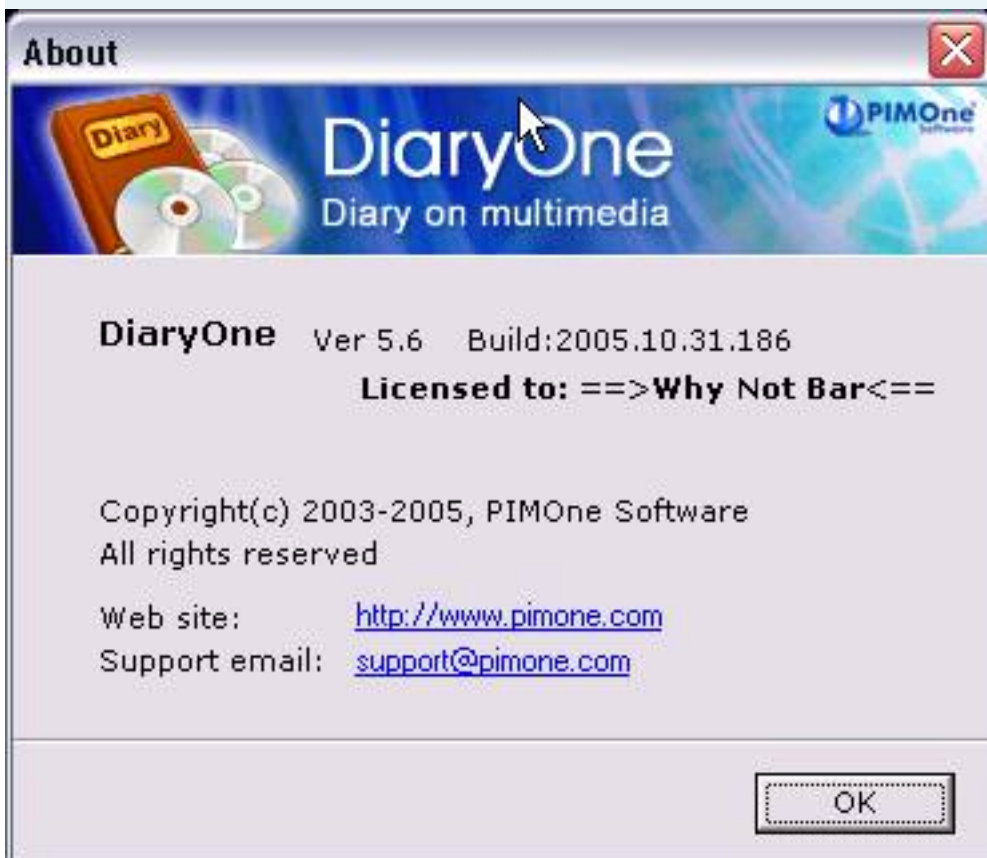 About
Diary
DiaryOne
Diary on multimedia
PIMOne
Software
DiaryOne Ver 5.6 Build:2005.10.31.186
Licensed to: ==>Why Not Bar<==
Copyright(c) 2003-2005, PIMOne Software
All rights reserved
Web site: http://www.pimone.com
Support email: support@pimone.com
OK